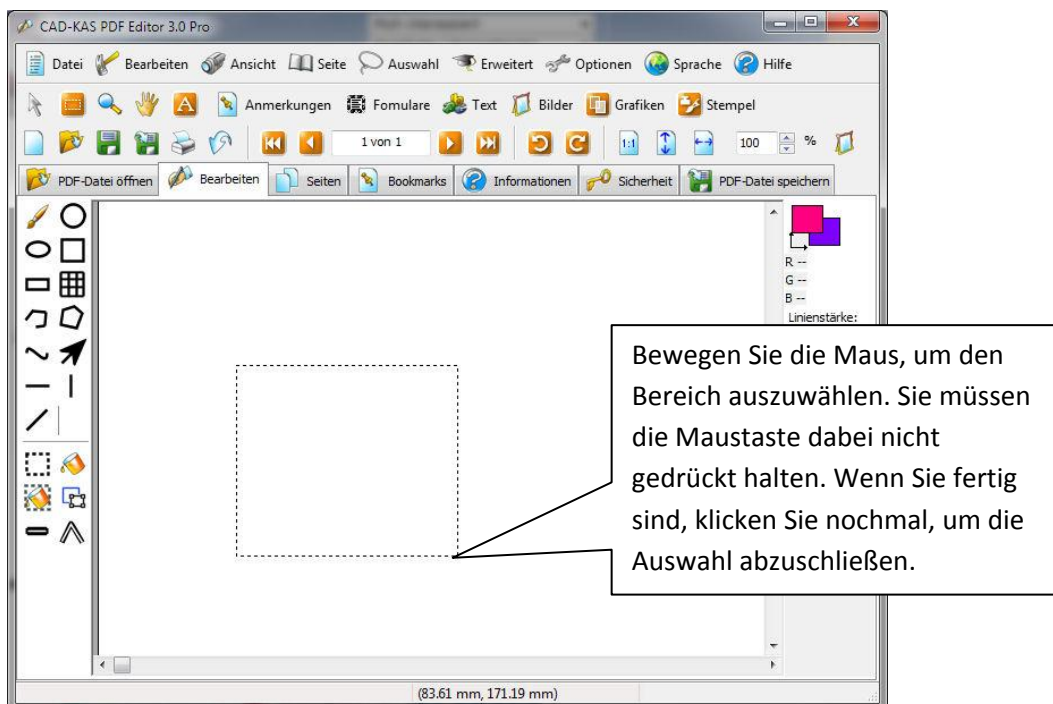 CAD-KAS PDF Editor 3.0 Pro
Datei Bearbeiten Ansicht Seite Auswahl Erweitert Optionen Sprache Hilfe
A Anmerkungen Fomulare Text Bilder Grafiken Stempel
1 von 1 1:1 100 %
PDF-Datei öffnen Bearbeiten Seiten Bookmarks Informationen Sicherheit PDF-Datei speichern
R --
G --
B --
Linienstärke:
Bewegen Sie die Maus, um den
Bereich auszuwählen. Sie müssen
die Maustaste dabei nicht
gedrückt halten. Wenn Sie fertig
sind, klicken Sie nochmal, um die
Auswahl abzuschließen.
(83.61 mm, 171.19 mm)